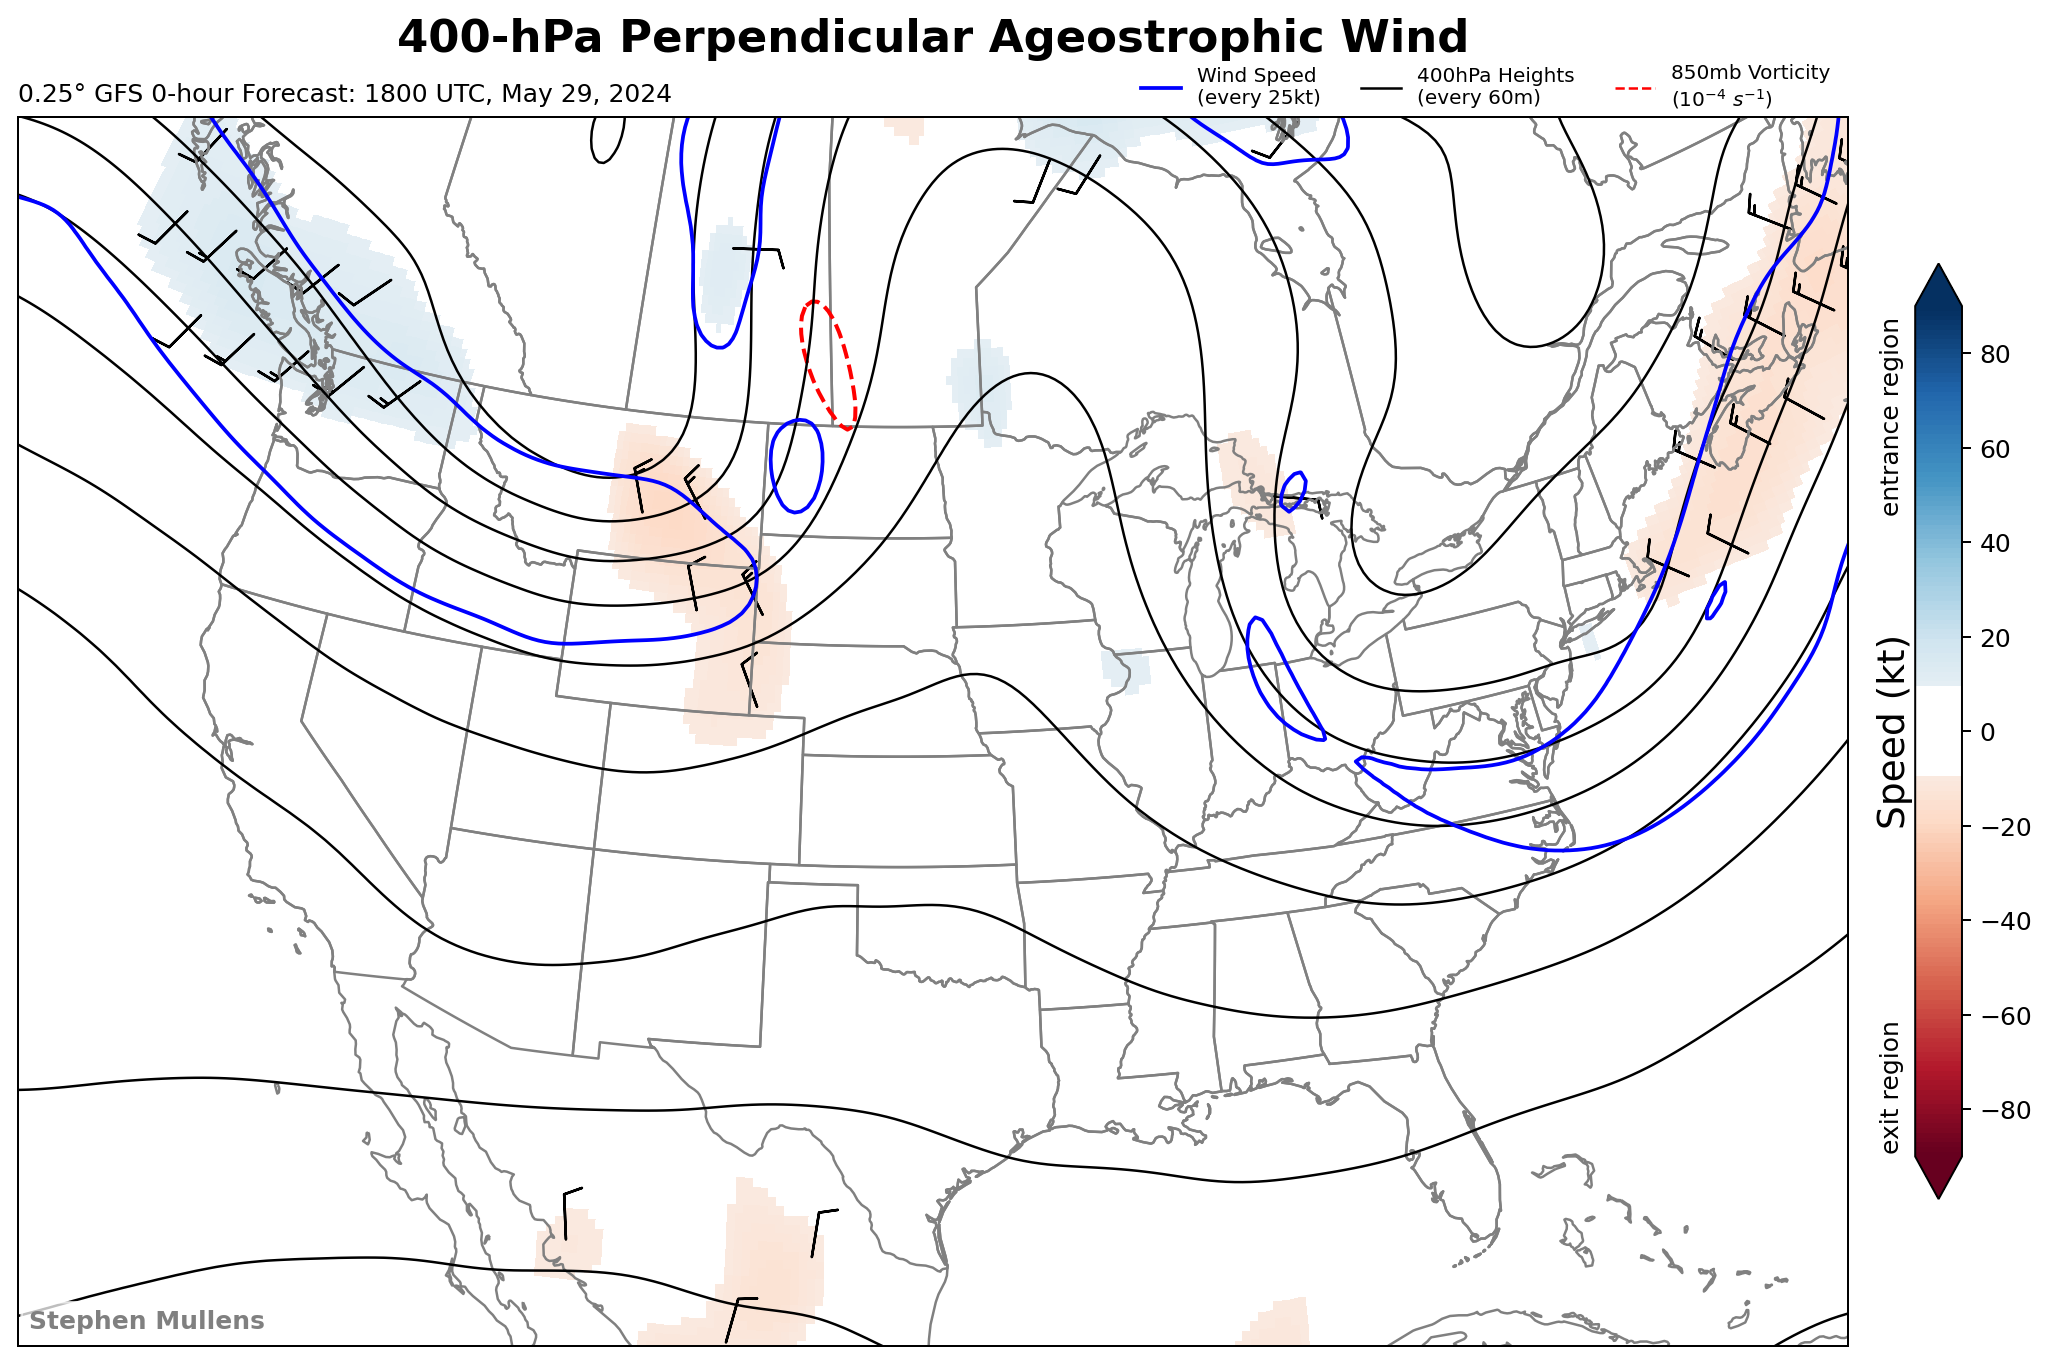 400-hPa Perpendicular Ageostrophic Wind
0.25° GFS 0-hour Forecast: 1800 UTC, May 29, 2024
Wind Speed
(every 25kt)
400hPa Heights
(every 60m)
850mb Vorticity
(10⁻⁴ s⁻¹)
entrance region
Speed (kt)
exit region
80
60
40
20
0
−20
−40
−60
−80
Stephen Mullens